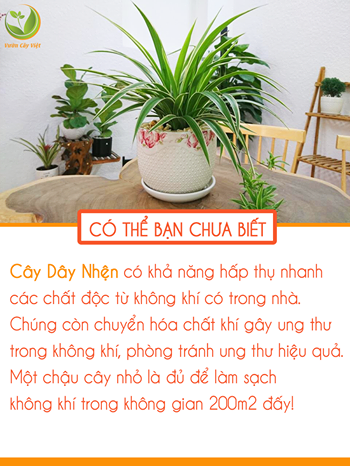 Vườn Cây Việt
CÓ THỂ BẠN CHƯA BIẾT
Cây Dây Nhện có khả năng hấp thụ nhanh
các chất độc từ không khí có trong nhà.
Chúng còn chuyển hóa chất khí gây ung thư
trong không khí, phòng tránh ung thư hiệu quả.
Một chậu cây nhỏ là đủ để làm sạch
không khí trong không gian 200m2 đấy!